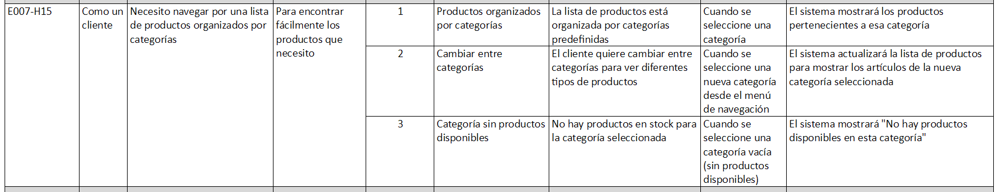 E007-H15
Como un
cliente
Necesito navegar por una lista
de productos organizados por
categorías
Para encontrar
fácilmente los
productos que
necesito
1
Productos organizados
por categorías
La lista de productos está
organizada por categorías
predefinidas
Cuando se
seleccione una
categoría
El sistema mostrará los productos
pertenecientes a esa categoría
2
Cambiar entre
categorías
El cliente quiere cambiar entre
categorías para ver diferentes
tipos de productos
Cuando se
seleccione una
nueva categoría
desde el menú
de navegación
El sistema actualizará la lista de productos
para mostrar los artículos de la nueva
categoría seleccionada
3
Categoría sin productos
disponibles
No hay productos en stock para
la categoría seleccionada
Cuando se
seleccione una
categoría vacía
(sin productos
disponibles)
El sistema mostrará "No hay productos
disponibles en esta categoría"